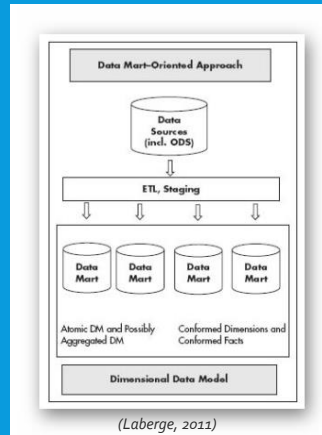 Data Mart–Oriented Approach
Data
Sources
(incl. ODS)
ETL, Staging
Data
Mart
Data
Mart
Data
Mart
Data
Mart
Atomic DM and Possibly
Aggregated DM
Conformed Dimensions and
Conformed Facts
Dimensional Data Model
(Laberge, 2011)